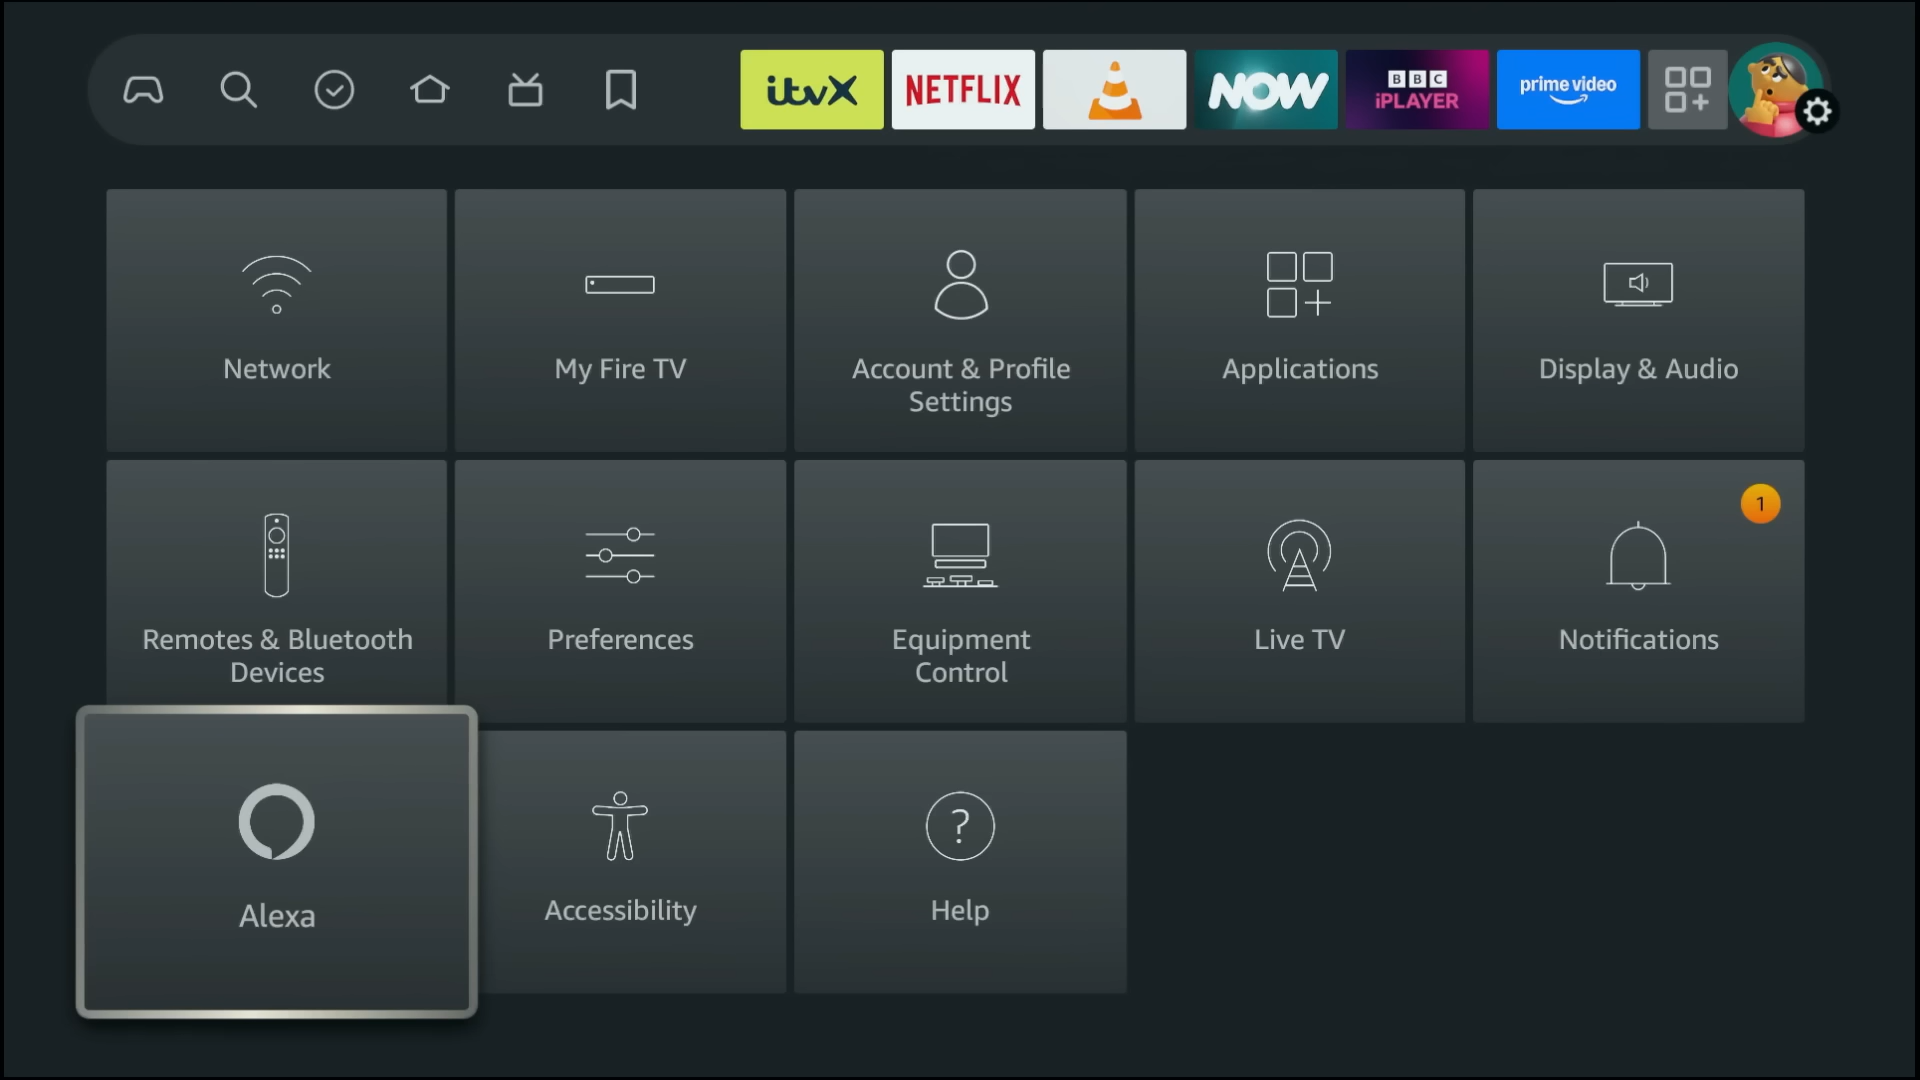 itvX
NETFLIX
NOW
BBC
iPLAYER
prime video
Network
My Fire TV
Account & Profile
Settings
Applications
Display & Audio
Remotes & Bluetooth
Devices
Preferences
Equipment
Control
Live TV
1
Notifications
Alexa
Accessibility
?
Help